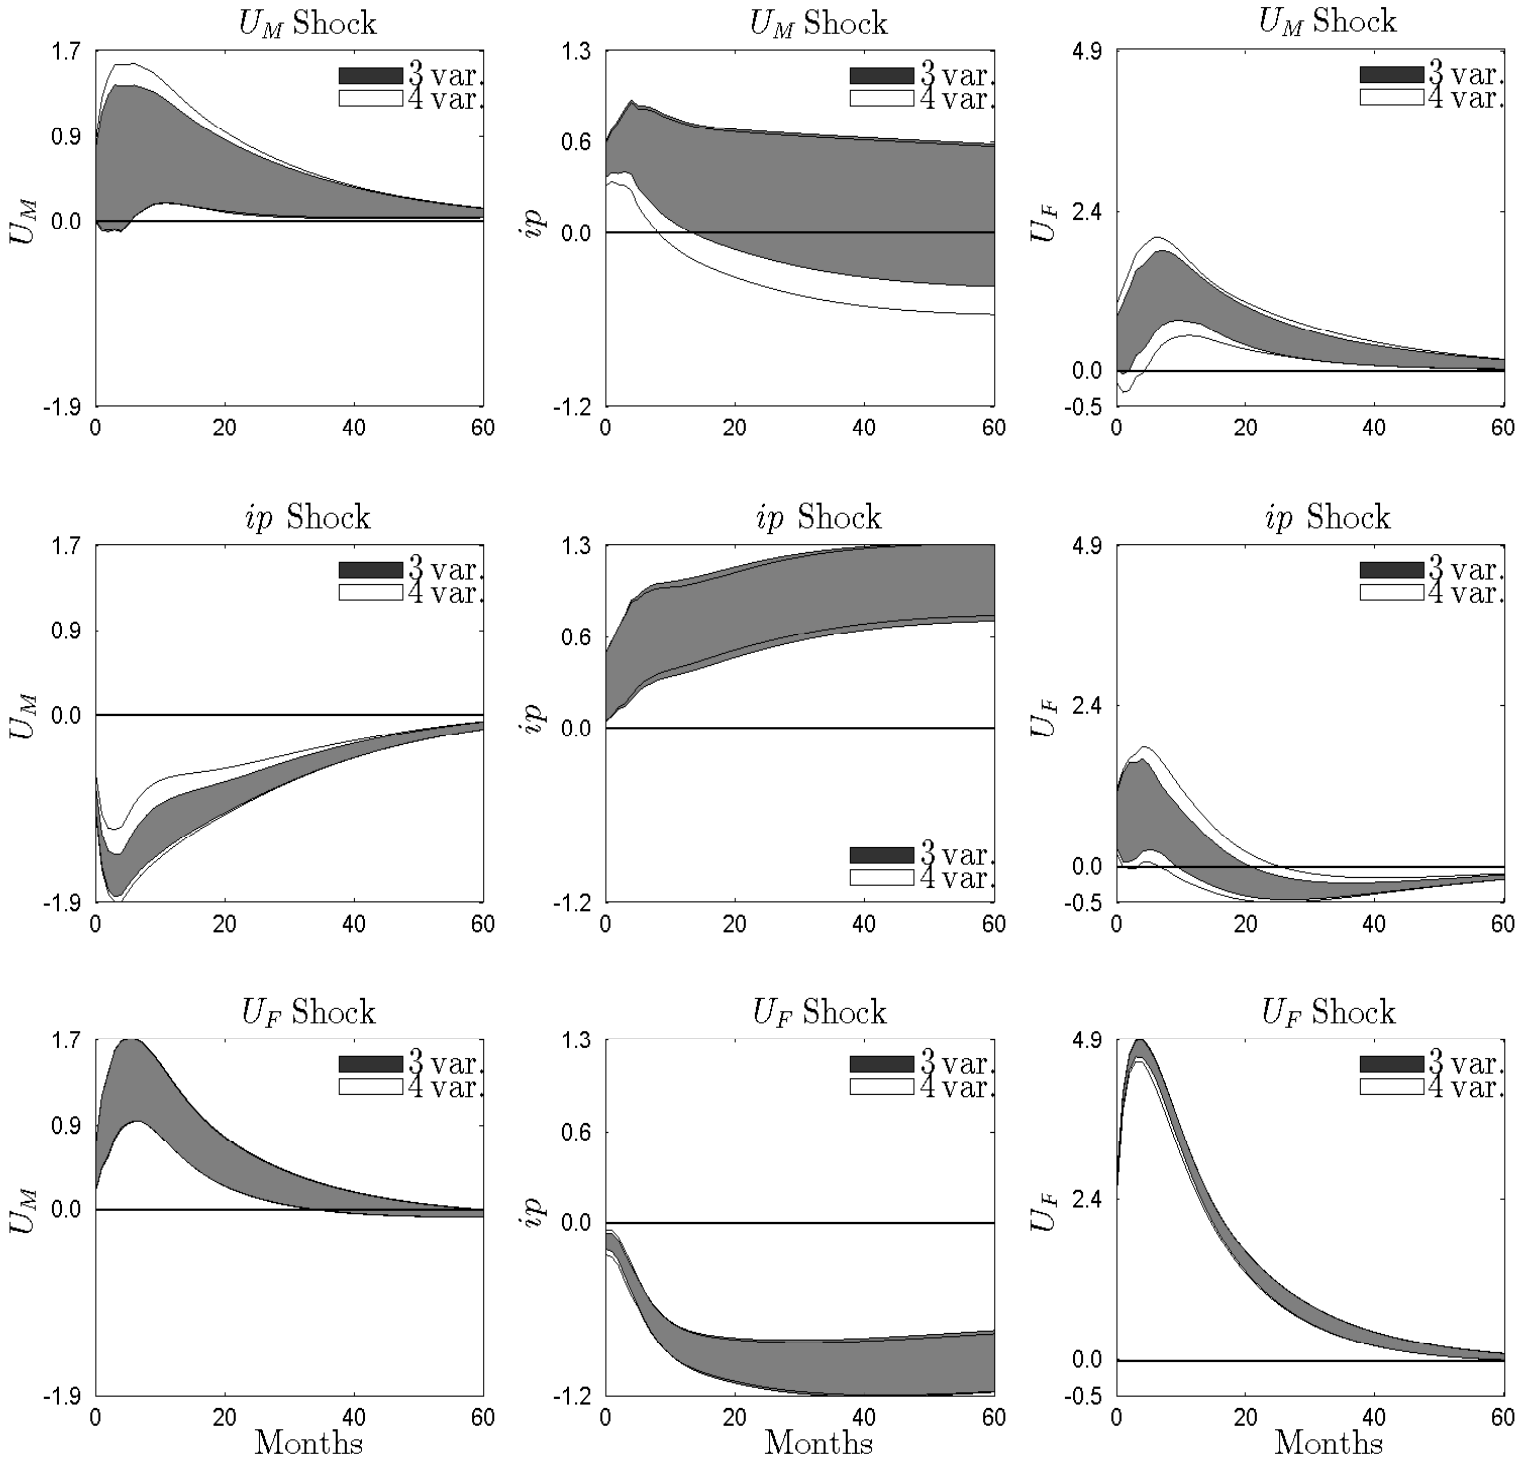 U_M Shock
1.7
0.9
0.0
-1.9
0 20 40 60
U_M
3 var.
4 var.
U_M Shock
1.3
0.6
0.0
-1.2
0 20 40 60
ip
3 var.
4 var.
U_M Shock
4.9
2.4
0.0
-0.5
0 20 40 60
U_F
3 var.
4 var.
ip Shock
1.7
0.9
0.0
-1.9
0 20 40 60
U_M
3 var.
4 var.
ip Shock
1.3
0.6
0.0
-1.2
0 20 40 60
ip
3 var.
4 var.
ip Shock
4.9
2.4
0.0
-0.5
0 20 40 60
U_F
3 var.
4 var.
U_F Shock
1.7
0.9
0.0
-1.9
0 20 40 60
U_M
3 var.
4 var.
Months
U_F Shock
1.3
0.6
0.0
-1.2
0 20 40 60
ip
3 var.
4 var.
Months
U_F Shock
4.9
2.4
0.0
-0.5
0 20 40 60
U_F
3 var.
4 var.
Months